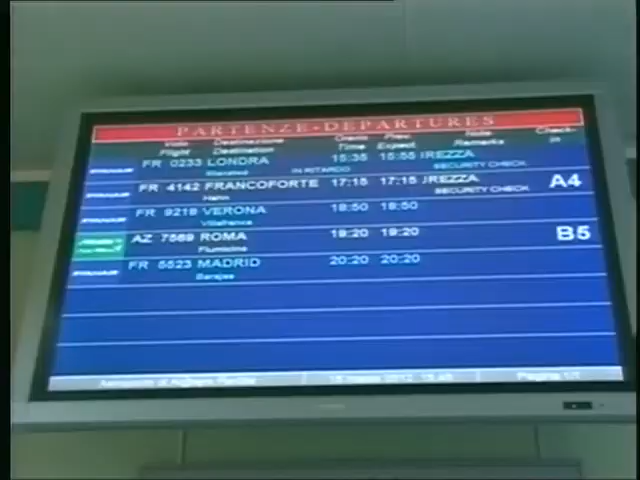 PARTENZE-DEPARTURES
Volo Destinazione Orario Prev. Note Check-
Flight Destination Time Expect Remarks in
FR 0233 LONDRA 15:35 15:55 IREZZA
Stansted IN RITARDO SECURITY CHECK
FR 4142 FRANCOFORTE 17:15 17:15 IREZZA A4
Hahn SECURITY CHECK
FR 9218 VERONA 18:50 18:50
Villafranca
AZ 7569 ROMA 19:20 19:20 B5
Fiumicino
FR 5523 MADRID 20:20 20:20
Barajas